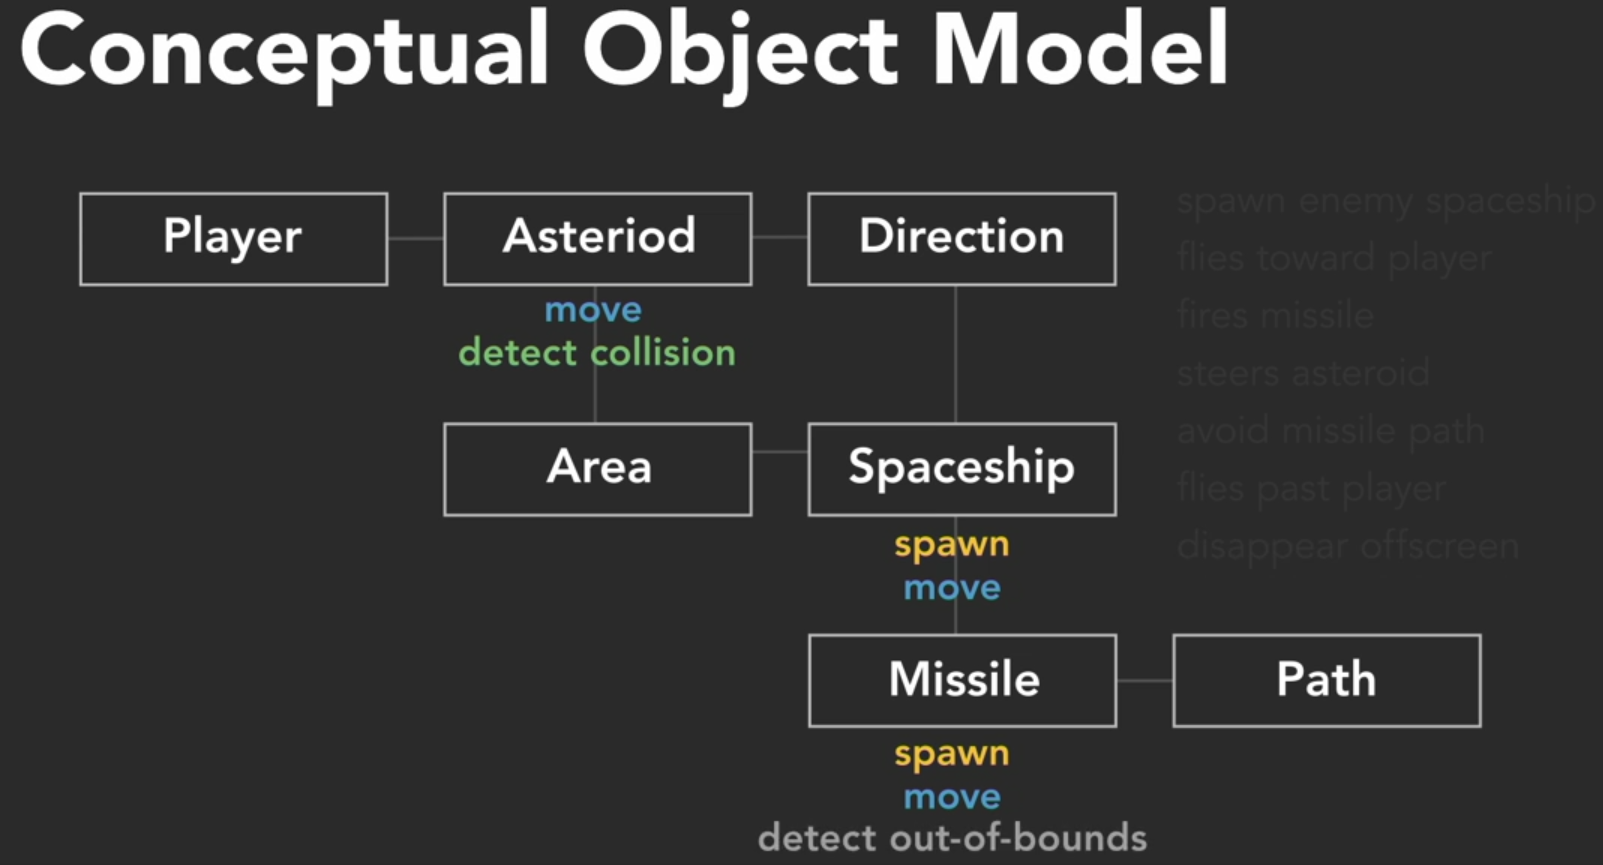 Conceptual Object Model
Player
Asteriod
Direction
move
detect collision
Area
Spaceship
spawn
move
Missile
Path
spawn
move
detect out-of-bounds
spawn enemy spaceship
flies toward player
fires missile
steers asteroid
avoid missile path
flies past player
disappear offscreen